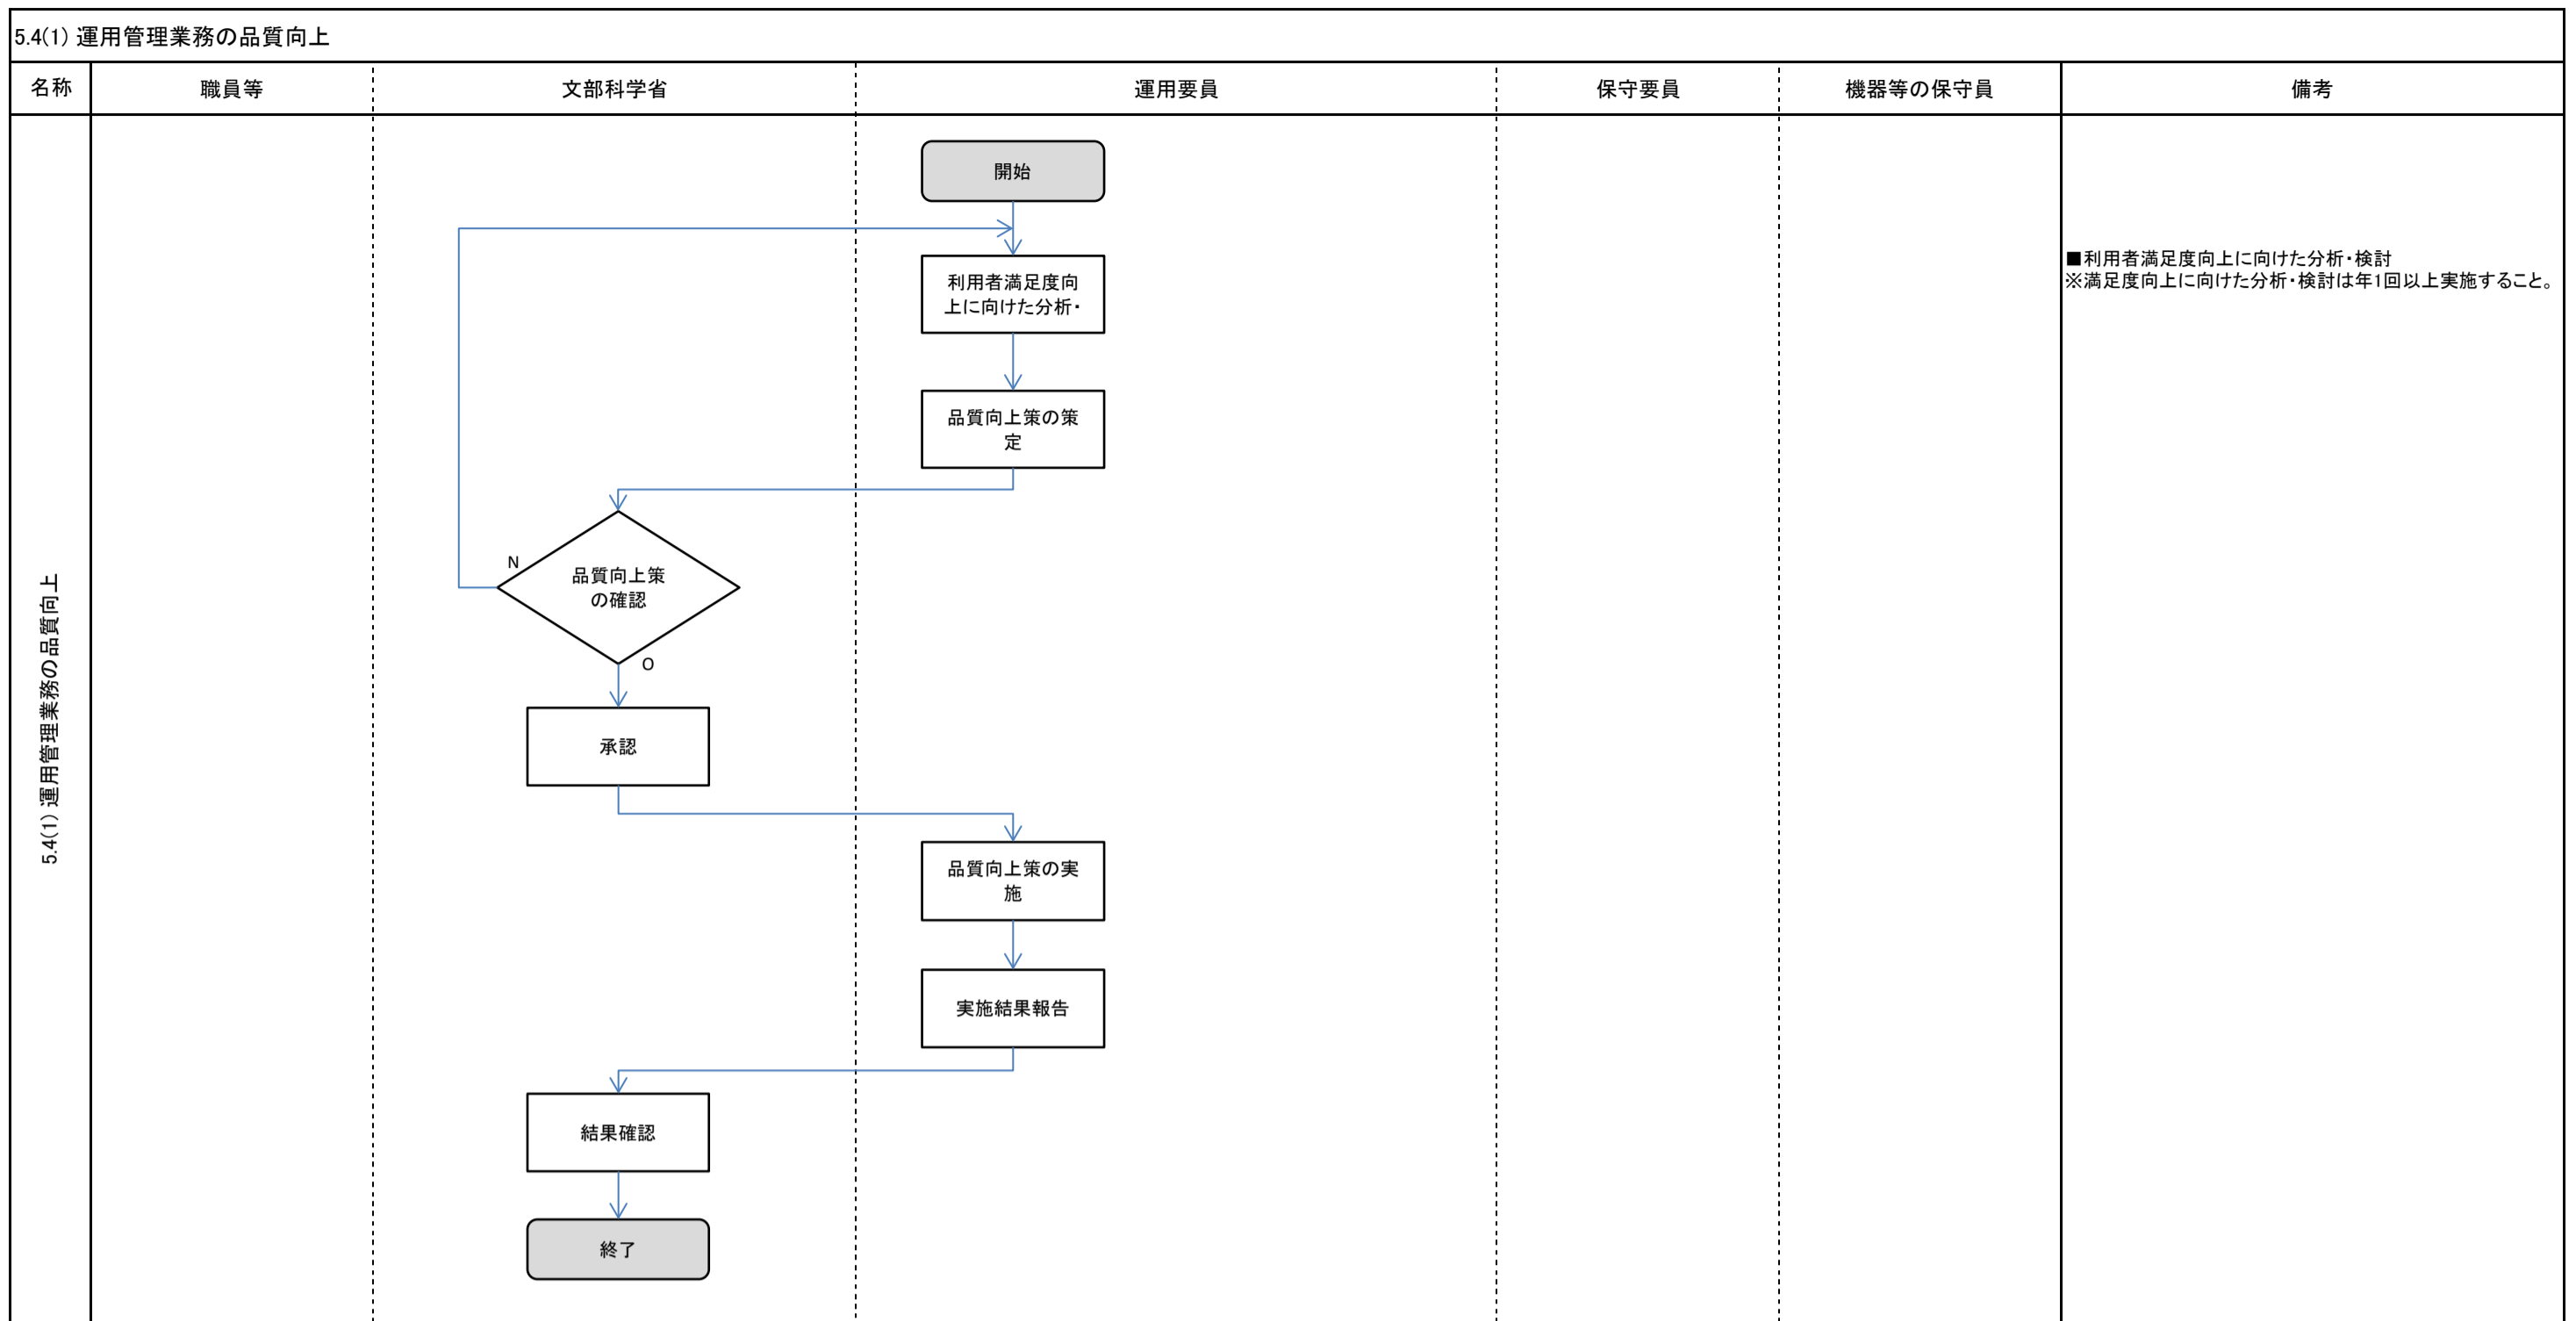 5.4(1) 運用管理業務の品質向上
名称
職員等
文部科学省
運用要員
保守要員
機器等の保守員
備考
5.4(1) 運用管理業務の品質向上
開始
利用者満足度向
上に向けた分析・
■利用者満足度向上に向けた分析・検討
※満足度向上に向けた分析・検討は年1回以上実施すること。
品質向上策の策
定
N
品質向上策
の確認
O
承認
品質向上策の実
施
実施結果報告
結果確認
終了